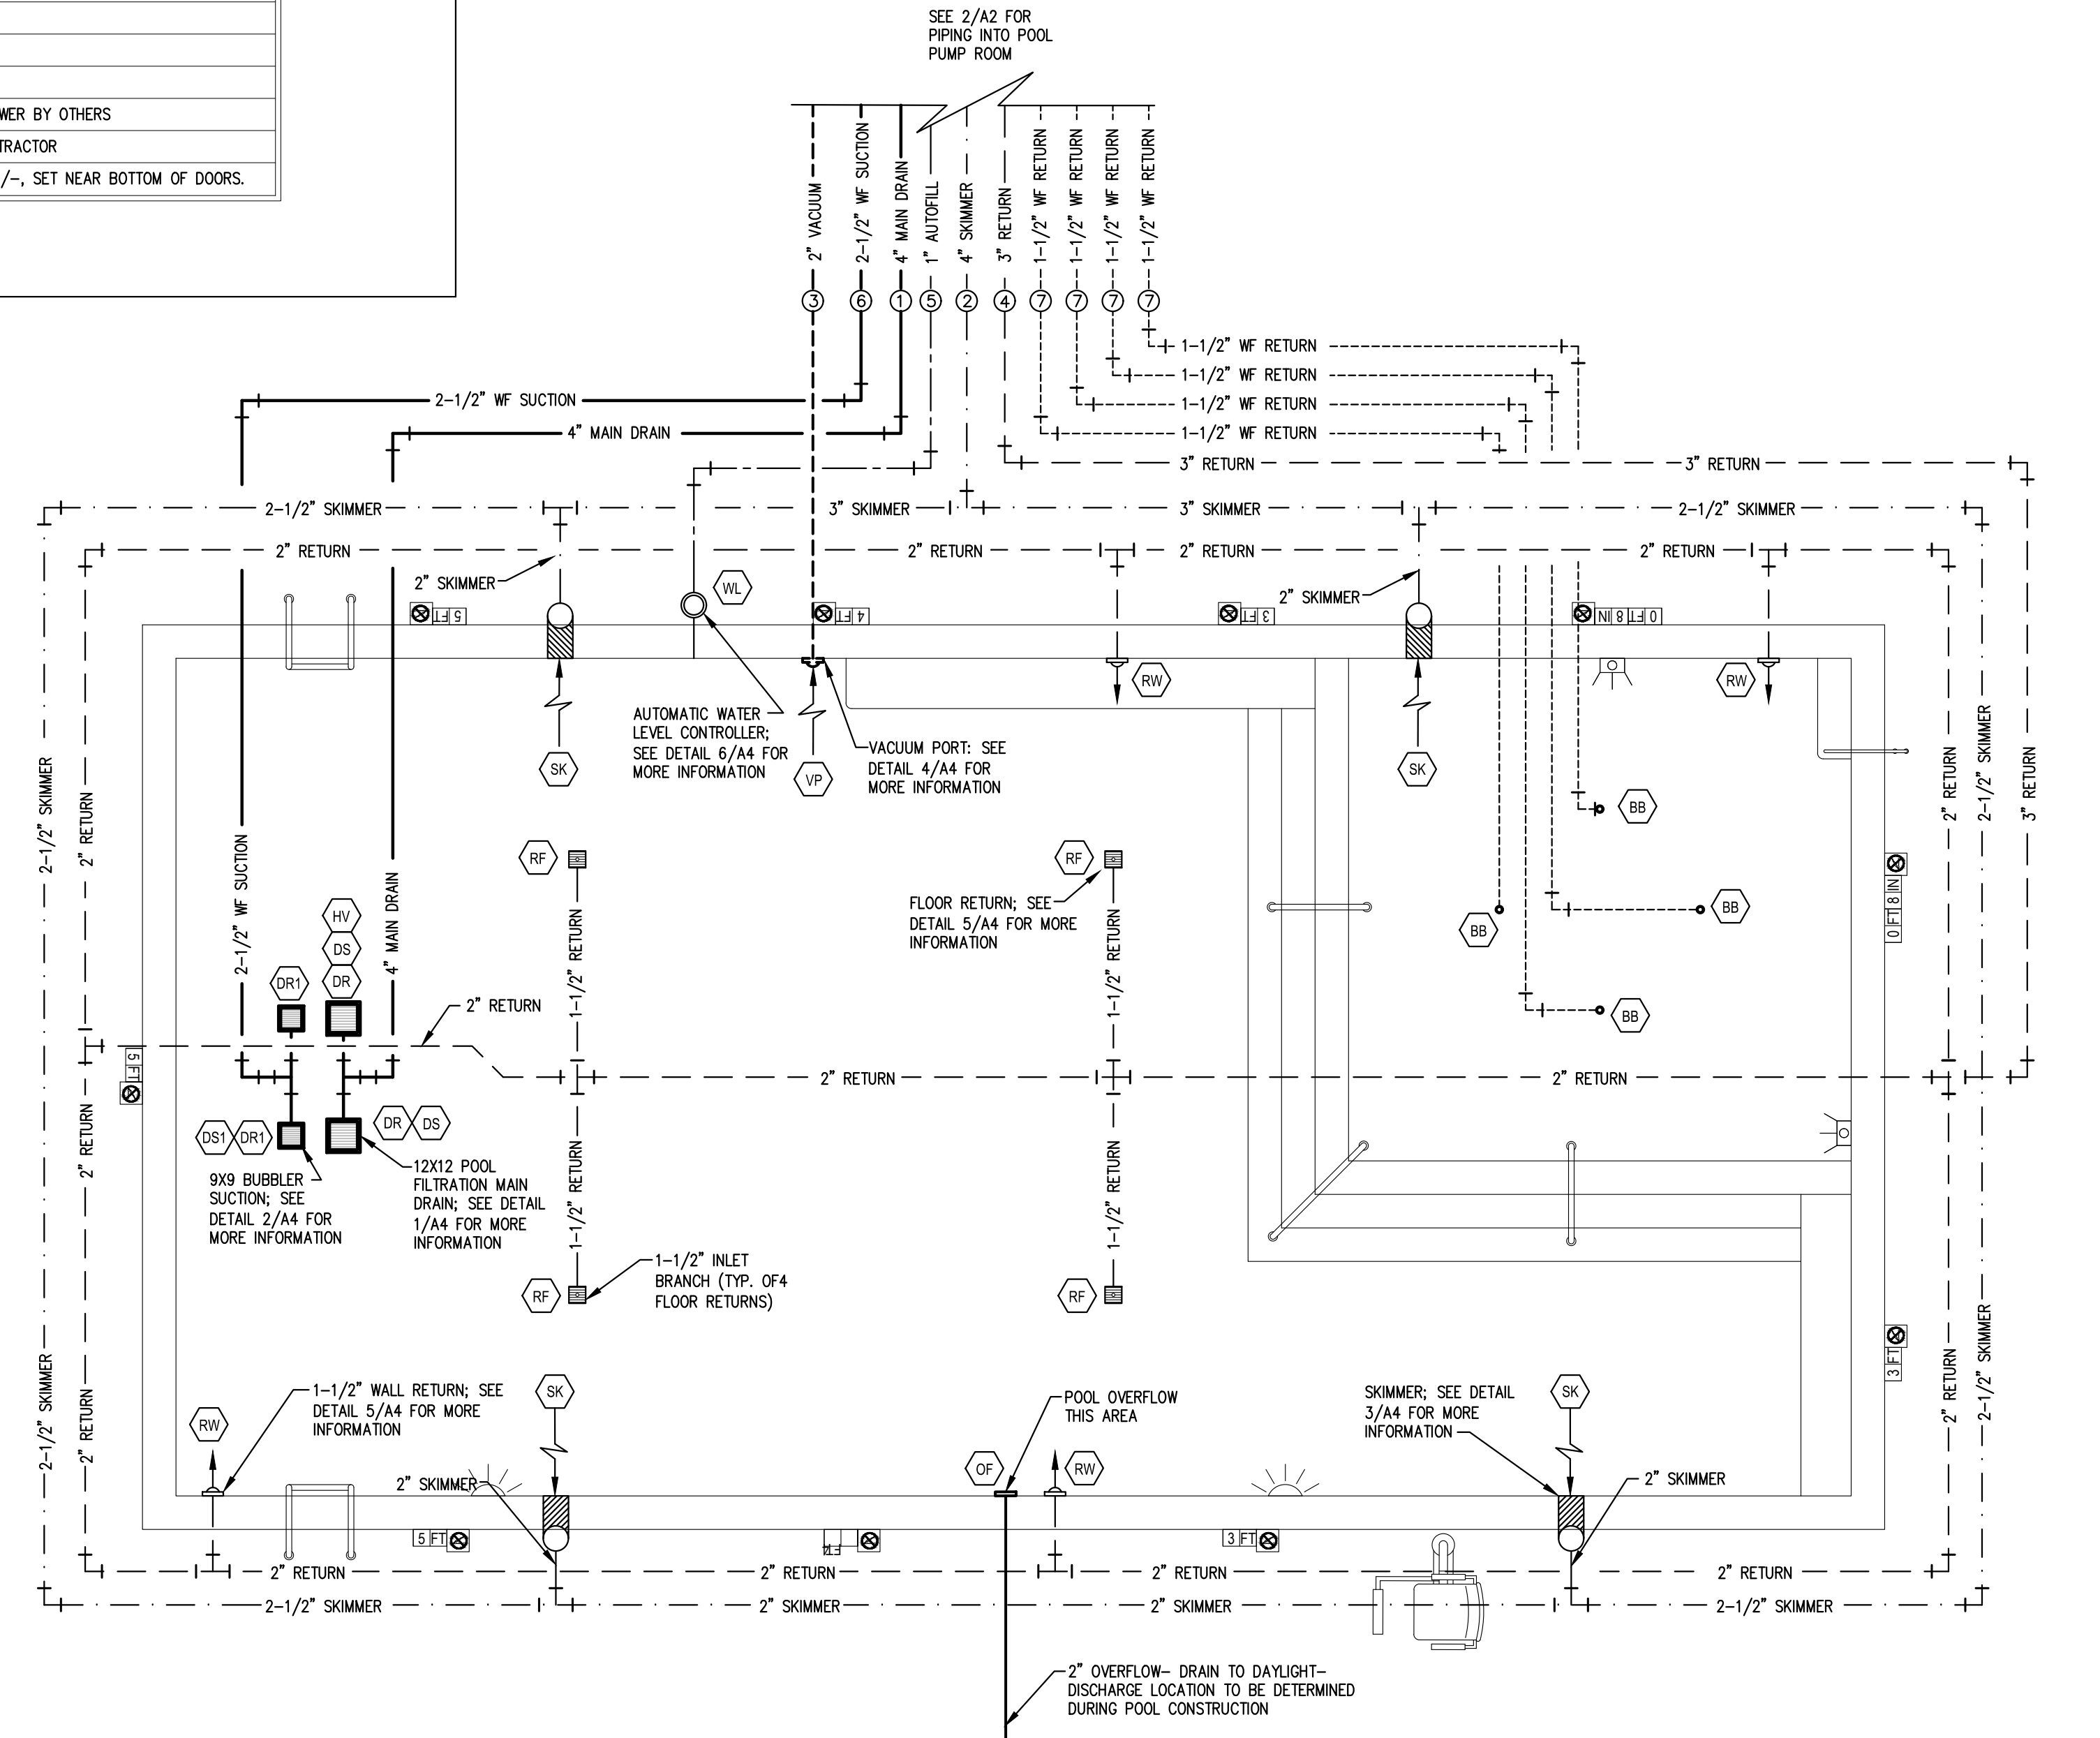 WER BY OTHERS
TRACTOR
/-, SET NEAR BOTTOM OF DOORS.
SEE 2/A2 FOR
PIPING INTO POOL
PUMP ROOM
2" VACUUM
2-1/2" WF SUCTION
4" MAIN DRAIN
1" AUTOFILL
4" SKIMMER
3" RETURN
1-1/2" WF RETURN
1-1/2" WF RETURN
1-1/2" WF RETURN
1-1/2" WF RETURN
3
6
1
5
2
4
7
7
7
7
1-1/2" WF RETURN
1-1/2" WF RETURN
1-1/2" WF RETURN
1-1/2" WF RETURN
2-1/2" WF SUCTION
4" MAIN DRAIN
3" RETURN
3" RETURN
2-1/2" SKIMMER
3" SKIMMER
3" SKIMMER
2-1/2" SKIMMER
2" RETURN
2" RETURN
2" RETURN
2" RETURN
2" SKIMMER
WL
2" SKIMMER
5 FT
4 FT
3 FT
0 FT 8 IN
RW
RW
SK
VP
SK
AUTOMATIC WATER
LEVEL CONTROLLER;
SEE DETAIL 6/A4 FOR
MORE INFORMATION
VACUUM PORT: SEE
DETAIL 4/A4 FOR
MORE INFORMATION
2-1/2" SKIMMER
2" RETURN
2-1/2" WF SUCTION
4" MAIN DRAIN
2" RETURN
2-1/2" SKIMMER
3" RETURN
BB
BB
BB
BB
RF
RF
FLOOR RETURN; SEE
DETAIL 5/A4 FOR MORE
INFORMATION
0 FT 8 IN
HV
DS
DR
DR1
1-1/2" RETURN
1-1/2" RETURN
2" RETURN
5 FT
2" RETURN
2" RETURN
DS1
DR1
DR
DS
9X9 BUBBLER
SUCTION; SEE
DETAIL 2/A4 FOR
MORE INFORMATION
12X12 POOL
FILTRATION MAIN
DRAIN; SEE DETAIL
1/A4 FOR MORE
INFORMATION
2" RETURN
1-1/2" RETURN
1-1/2" RETURN
1-1/2" INLET
BRANCH (TYP. OF4
FLOOR RETURNS)
RF
RF
3 FT
2-1/2" SKIMMER
2" RETURN
2" RETURN
2-1/2" SKIMMER
1-1/2" WALL RETURN; SEE
DETAIL 5/A4 FOR MORE
INFORMATION
RW
SK
POOL OVERFLOW
THIS AREA
SKIMMER; SEE DETAIL
3/A4 FOR MORE
INFORMATION
SK
OF
RW
2" SKIMMER
2" SKIMMER
5 FT
FT4
3 FT
2" RETURN
2" RETURN
2" RETURN
2" RETURN
2-1/2" SKIMMER
2" SKIMMER
2" SKIMMER
2-1/2" SKIMMER
2" OVERFLOW- DRAIN TO DAYLIGHT-
DISCHARGE LOCATION TO BE DETERMINED
DURING POOL CONSTRUCTION